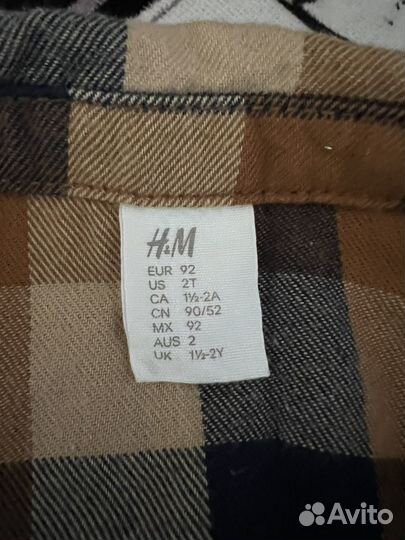 H&M
EUR 92
US 2T
CA 1½-2A
CN 90/52
MX 92
AUS 2
UK 1½-2Y
Avito